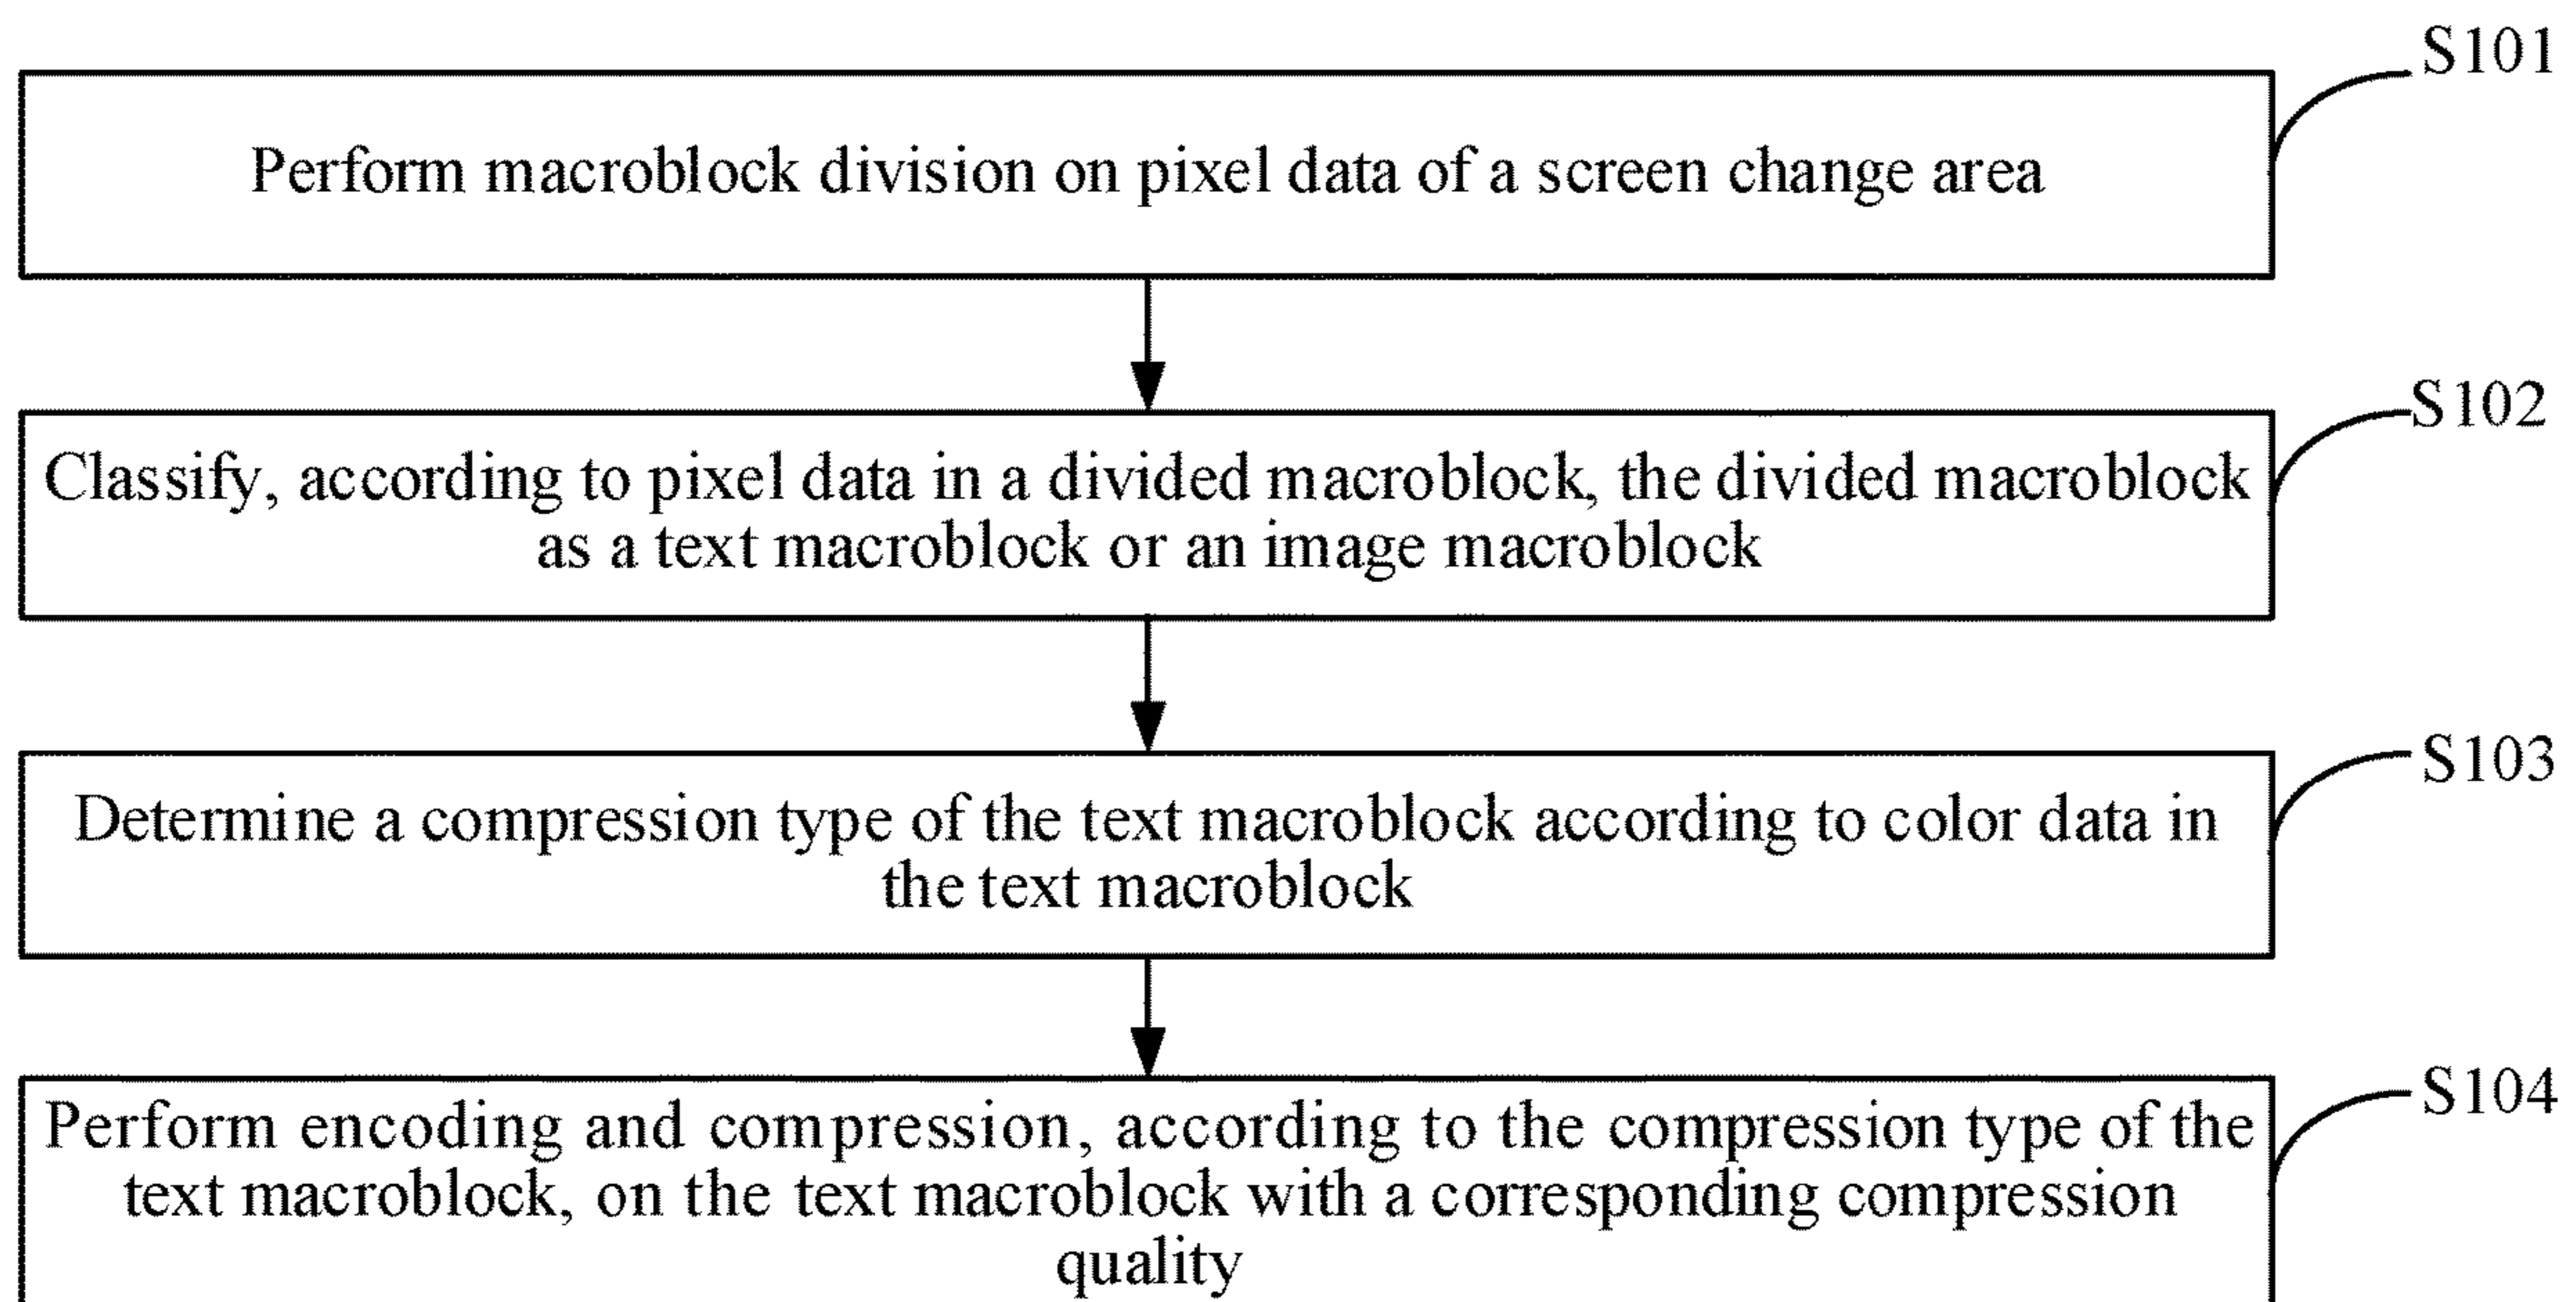 S101
Perform macroblock division on pixel data of a screen change area
S102
Classify, according to pixel data in a divided macroblock, the divided macroblock
as a text macroblock or an image macroblock
S103
Determine a compression type of the text macroblock according to color data in
the text macroblock
S104
Perform encoding and compression, according to the compression type of the
text macroblock, on the text macroblock with a corresponding compression
quality